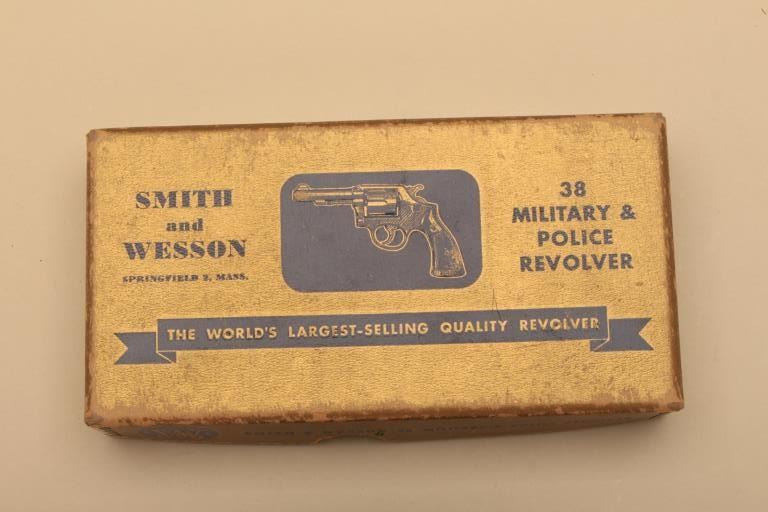 SMITH
and
WESSON
SPRINGFIELD 2, MASS.
38
MILITARY &
POLICE
REVOLVER
THE WORLD'S LARGEST-SELLING QUALITY REVOLVER